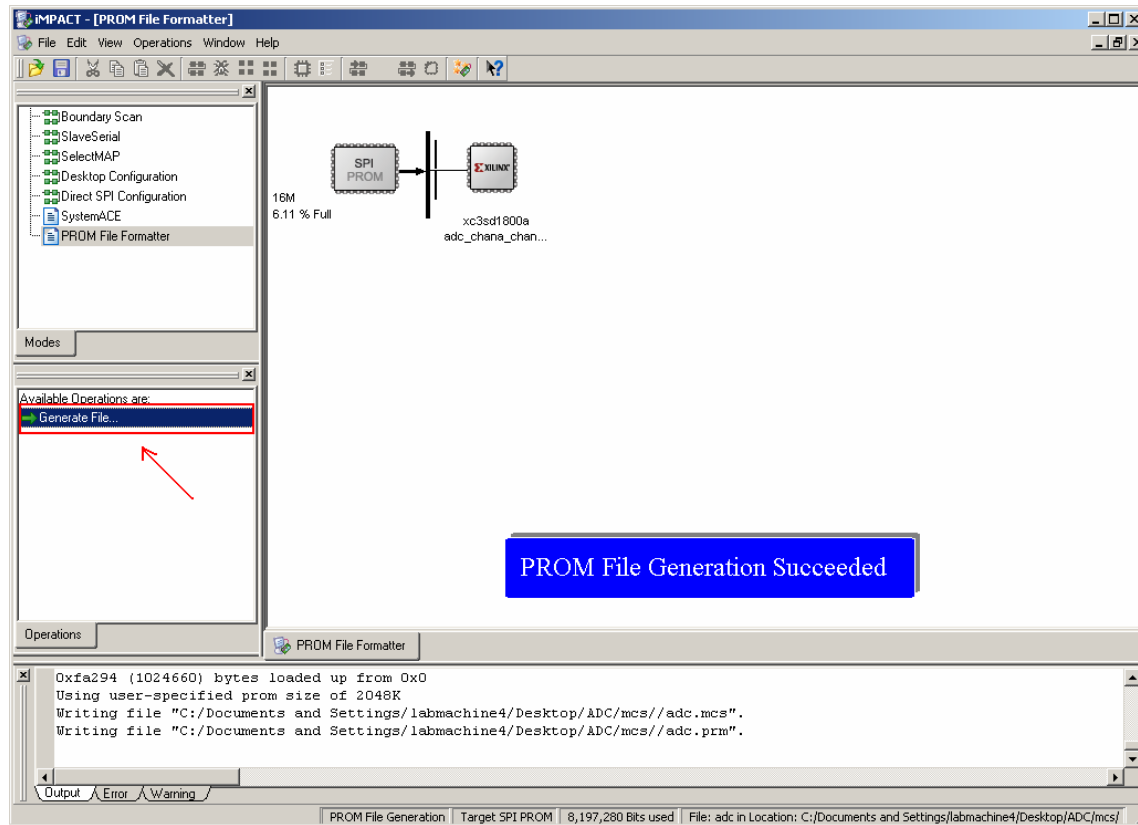 iMPACT - [PROM File Formatter]
File Edit View Operations Window Help
Boundary Scan
SlaveSerial
SelectMAP
Desktop Configuration
Direct SPI Configuration
SystemACE
PROM File Formatter
Modes
Available Operations are:
Generate File...
Operations
SPI
PROM
XILINX
16M
6.11 % Full
xc3sd1800a
adc_chana_chan...
PROM File Generation Succeeded
PROM File Formatter
0xfa294 (1024660) bytes loaded up from 0x0
Using user-specified prom size of 2048K
Writing file "C:/Documents and Settings/labmachine4/Desktop/ADC/mcs//adc.mcs".
Writing file "C:/Documents and Settings/labmachine4/Desktop/ADC/mcs//adc.prm".
Output Error Warning
PROM File Generation Target SPI PROM 8,197,280 Bits used File: adc in Location: C:/Documents and Settings/labmachine4/Desktop/ADC/mcs/